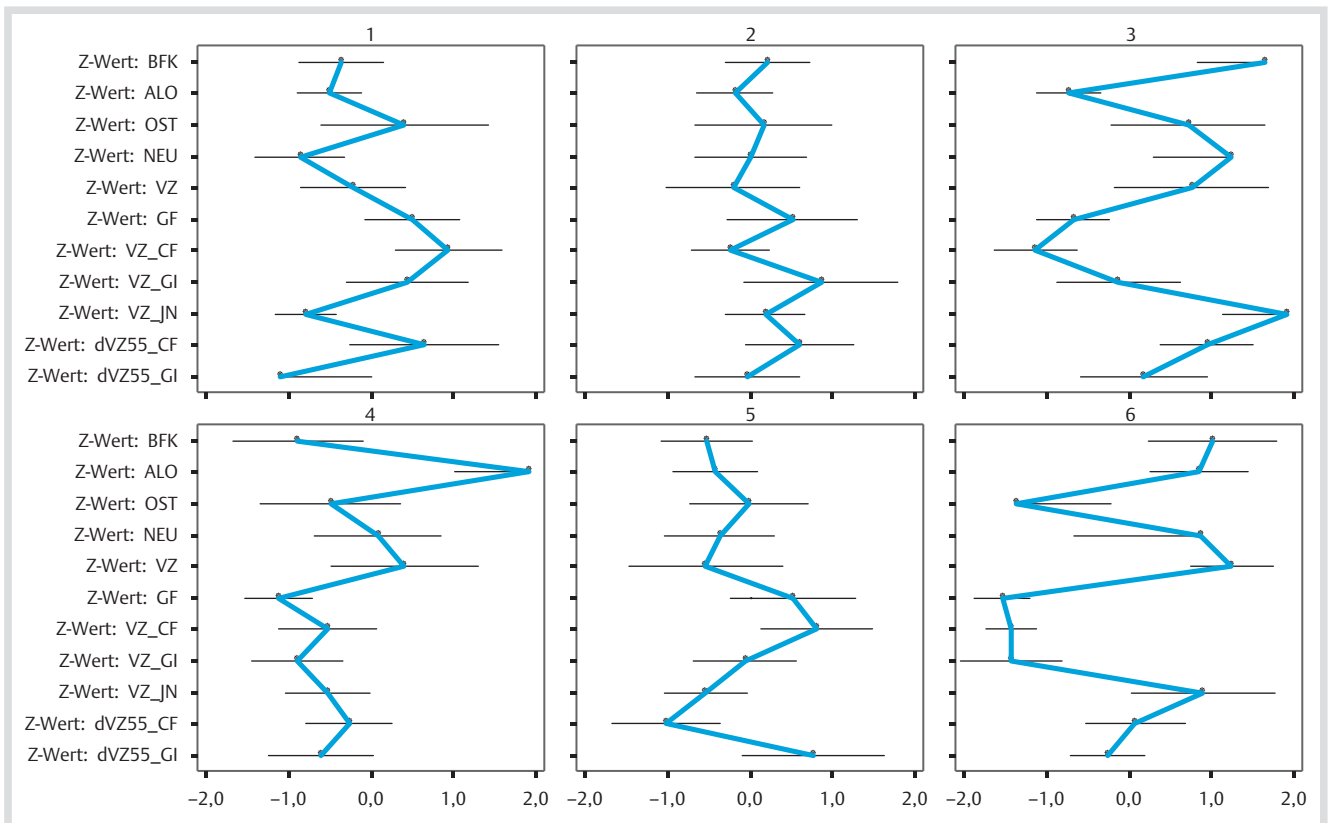 1 2 3
Z-Wert: BFK
Z-Wert: ALO
Z-Wert: OST
Z-Wert: NEU
Z-Wert: VZ
Z-Wert: GF
Z-Wert: VZ_CF
Z-Wert: VZ_GI
Z-Wert: VZ_JN
Z-Wert: dVZ55_CF
Z-Wert: dVZ55_GI
4 5 6
Z-Wert: BFK
Z-Wert: ALO
Z-Wert: OST
Z-Wert: NEU
Z-Wert: VZ
Z-Wert: GF
Z-Wert: VZ_CF
Z-Wert: VZ_GI
Z-Wert: VZ_JN
Z-Wert: dVZ55_CF
Z-Wert: dVZ55_GI
−2,0 −1,0 0,0 1,0 2,0 −2,0 −1,0 0,0 1,0 2,0 −2,0 −1,0 0,0 1,0 2,0